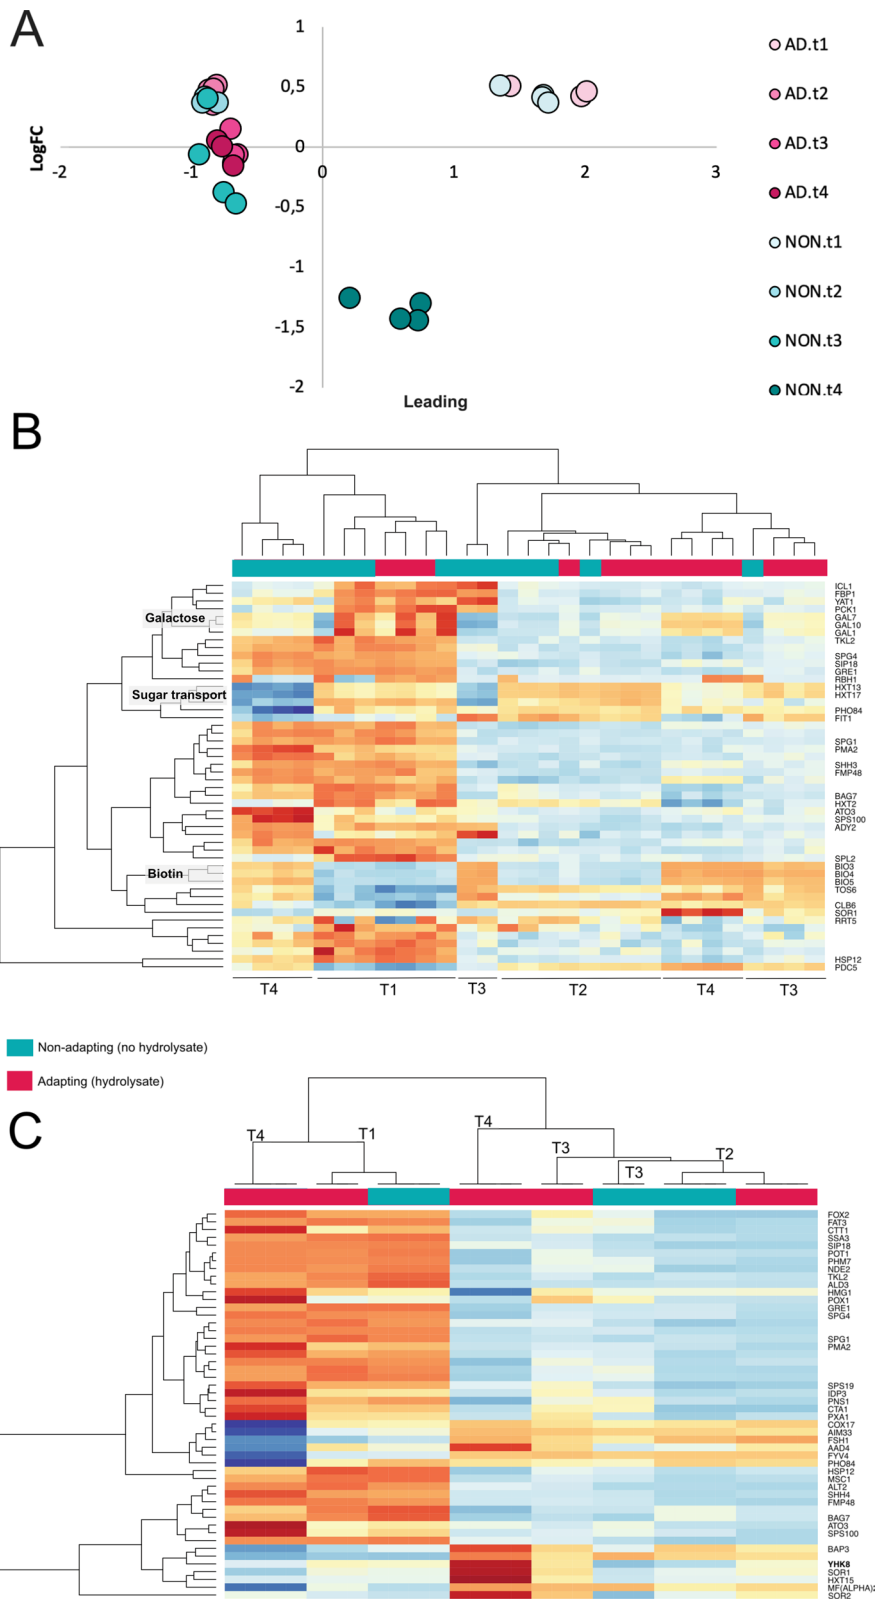 A
1
0,5
0
-0,5
-1
-1,5
-2
-2
-1
0
1
2
3
LogFC
Leading
AD.t1
AD.t2
AD.t3
AD.t4
NON.t1
NON.t2
NON.t3
NON.t4
B
Galactose
Sugar transport
Biotin
ICL1
FBP1
YAT1
PCK1
GAL7
GAL10
GAL1
TKL2
SPG4
SIP18
GRE1
RBH1
HXT13
HXT17
PHO84
FIT1
SPG1
PMA2
SHH3
FMP48
BAG7
HXT2
ATO3
SPS100
ADY2
SPL2
BIO3
BIO4
BIO5
TOS6
CLB6
SOR1
RRT5
HSP12
PDC5
T4 T1 T3 T2 T4 T3
Non-adapting (no hydrolysate)
Adapting (hydrolysate)
C
T4
T1
T4
T3
T3
T2
FOX2
FAT3
CTT1
SSA3
SIP18
POT1
PHM7
NDE2
TKL2
ALD3
HMG1
POX1
GRE1
SPG4
SPG1
PMA2
SPS19
IDP3
PNS1
CTA1
PXA1
COX17
AIM33
FSH1
AAD4
FYV4
PHO84
HSP12
MSC1
ALT2
SHH4
FMP48
BAG7
ATO3
SPS100
BAP3
YHK8
SOR1
HXT15
MF(ALPHA)2
SOR2